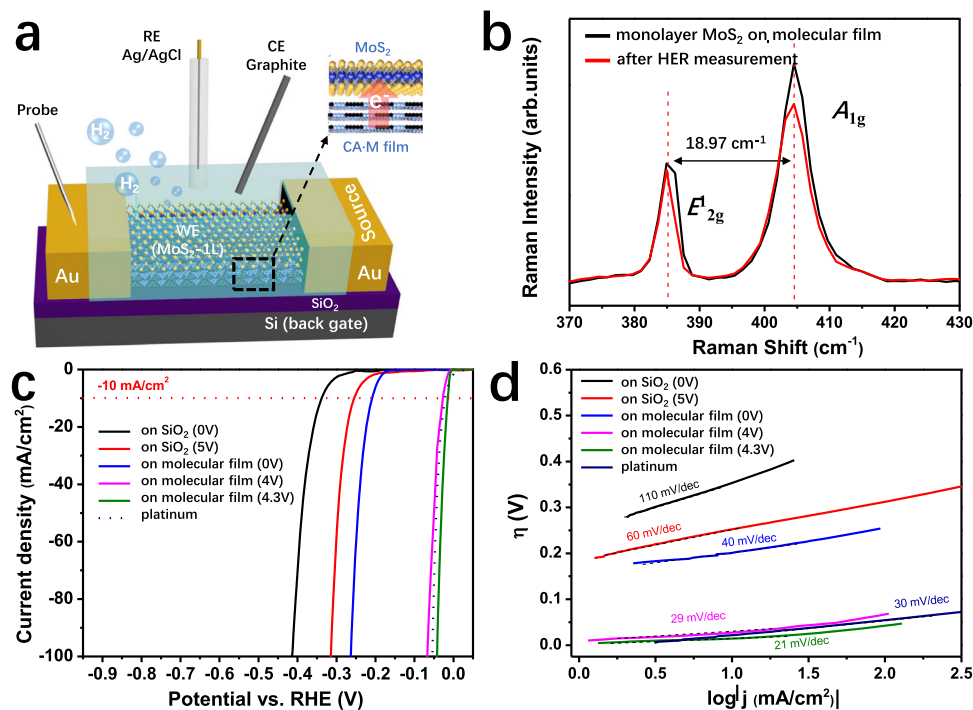 a
RE
Ag/AgCl
CE
Graphite
MoS₂
e⁻
CA·M film
Probe
H₂
H₂
WE
(MoS₂-1L)
Source
Au
Au
SiO₂
Si (back gate)
b
monolayer MoS₂ on molecular film
after HER measurement
A₁g
18.97 cm⁻¹
E¹₂g
Raman Intensity (arb.units)
370 380 390 400 410 420 430
Raman Shift (cm⁻¹)
c
-10 mA/cm²
on SiO₂ (0V)
on SiO₂ (5V)
on molecular film (0V)
on molecular film (4V)
on molecular film (4.3V)
platinum
Current density (mA/cm²)
0
-20
-40
-60
-80
-100
-0.9 -0.8 -0.7 -0.6 -0.5 -0.4 -0.3 -0.2 -0.1 0.0
Potential vs. RHE (V)
d
on SiO₂ (0V)
on SiO₂ (5V)
on molecular film (0V)
on molecular film (4V)
on molecular film (4.3V)
platinum
110 mV/dec
60 mV/dec
40 mV/dec
30 mV/dec
29 mV/dec
21 mV/dec
η (V)
0.6
0.5
0.4
0.3
0.2
0.1
0.0
0.0 0.5 1.0 1.5 2.0 2.5
log|j (mA/cm²)|